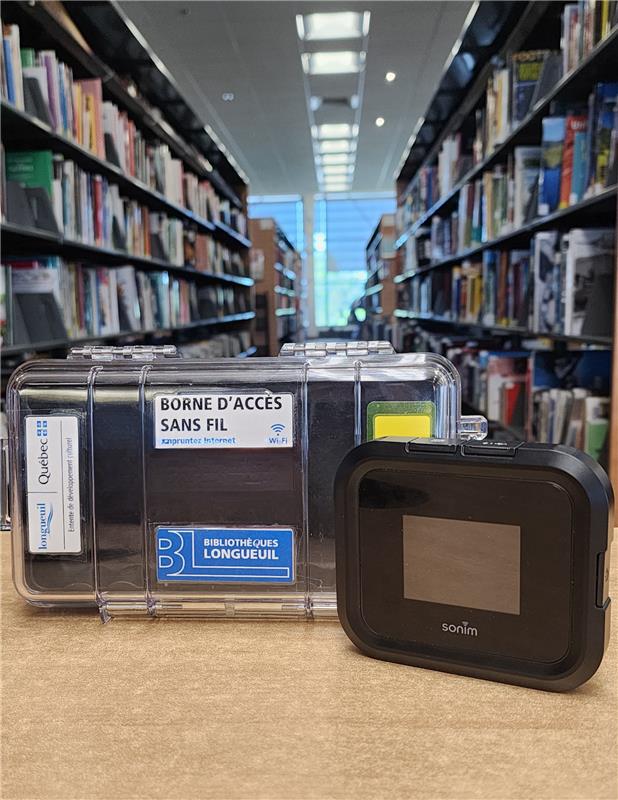 BORNE D'ACCÈS
SANS FIL
Empruntez Internet
Wi-Fi
Québec
longueuil
Entente de développement culturel
BIBLIOTHÈQUES
LONGUEUIL
sonim